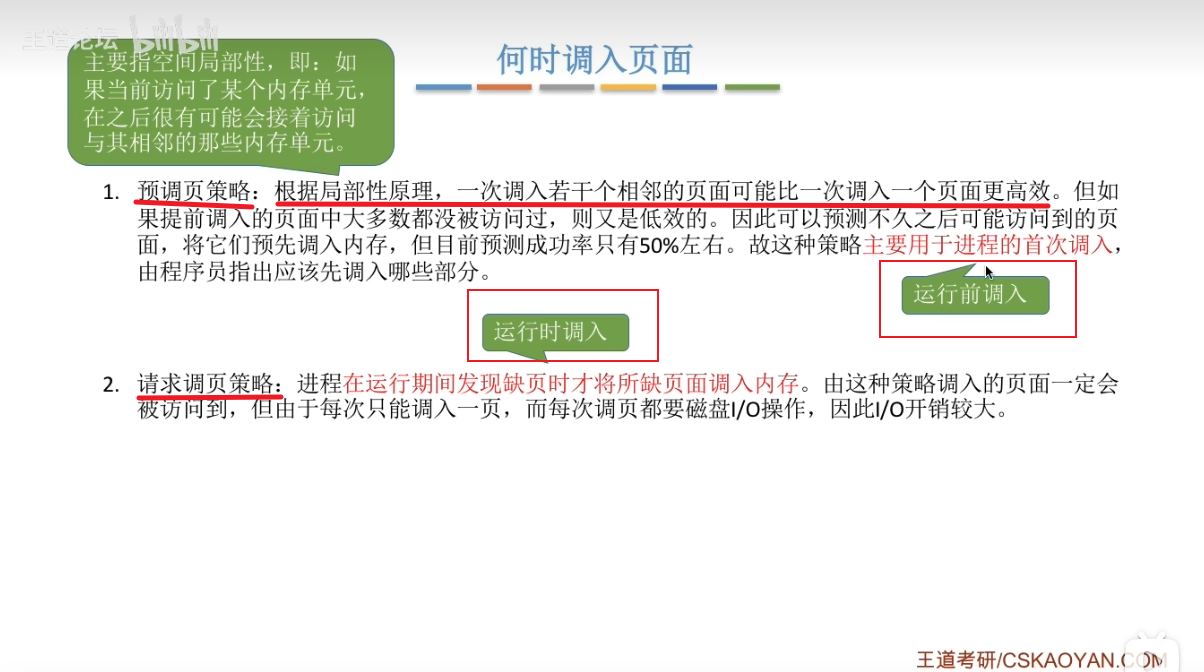 王道论坛 bilibili
主要指空间局部性，即：如
果当前访问了某个内存单元，
在之后很有可能会接着访问
与其相邻的那些内存单元。
何时调入页面
1. 预调页策略：根据局部性原理，一次调入若干个相邻的页面可能比一次调入一个页面更高效。但如
果提前调入的页面中大多数都没被访问过，则又是低效的。因此可以预测不久之后可能访问到的页
面，将它们预先调入内存，但目前预测成功率只有50%左右。故这种策略主要用于进程的首次调入，
由程序员指出应该先调入哪些部分。
运行前调入
运行时调入
2. 请求调页策略：进程在运行期间发现缺页时才将所缺页面调入内存。由这种策略调入的页面一定会
被访问到，但由于每次只能调入一页，而每次调页都要磁盘I/O操作，因此I/O开销较大。
王道考研/CSKAOYAN.COM